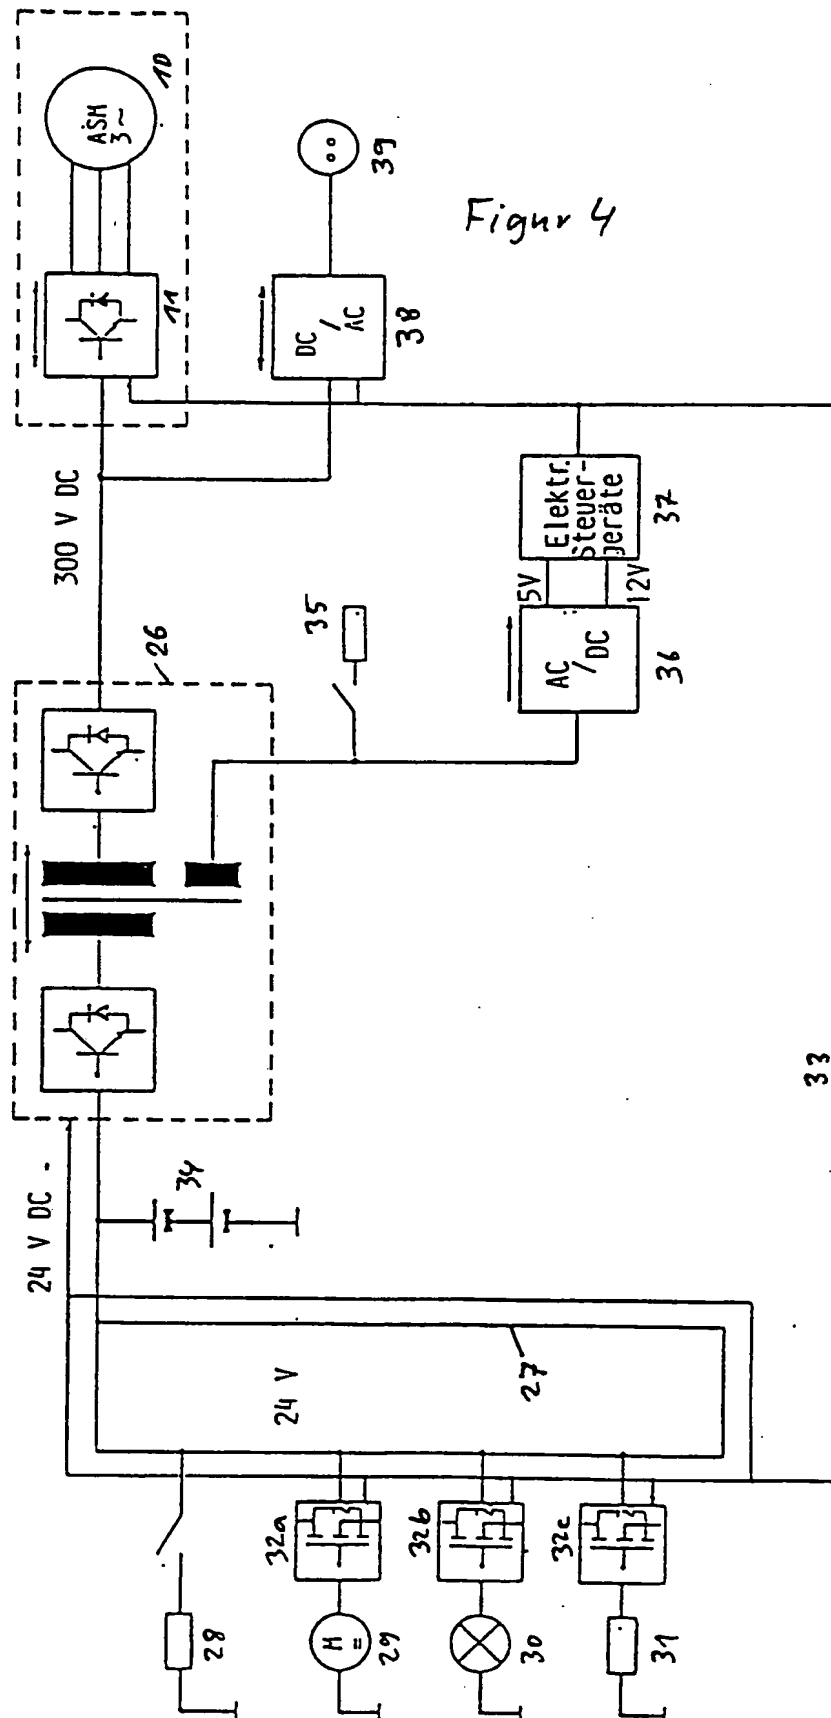 Figur 4
ASM
3~
10
11
300 V DC
DC
/
AC
38
39
26
35
5V
12V
Elektr.
Steuer-
geräte
37
AC
/
DC
36
24 V DC -
34
33
24 V
27
28
32a
M
=
29
32b
30
32c
31